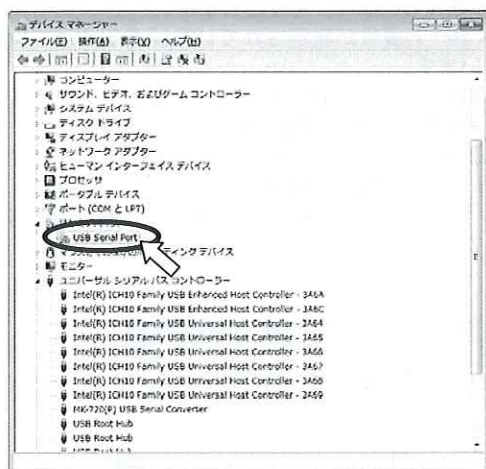 デバイス マネージャー
ファイル(F) 操作(A) 表示(V) ヘルプ(H)
コンピューター
サウンド、ビデオ、およびゲーム コントローラー
システム デバイス
ディスク ドライブ
ディスプレイ アダプター
ネットワーク アダプター
ヒューマン インターフェイス デバイス
プロセッサ
ポータブル デバイス
ポート (COM と LPT)
USB Serial Port
ティング デバイス
モニター
ユニバーサル シリアル バス コントローラー
Intel(R) ICH10 Family USB Enhanced Host Controller - 3A6A
Intel(R) ICH10 Family USB Enhanced Host Controller - 3A6C
Intel(R) ICH10 Family USB Universal Host Controller - 3A64
Intel(R) ICH10 Family USB Universal Host Controller - 3A65
Intel(R) ICH10 Family USB Universal Host Controller - 3A66
Intel(R) ICH10 Family USB Universal Host Controller - 3A67
Intel(R) ICH10 Family USB Universal Host Controller - 3A68
Intel(R) ICH10 Family USB Universal Host Controller - 3A69
MK-720(P) USB Serial Converter
USB Root Hub
USB Root Hub